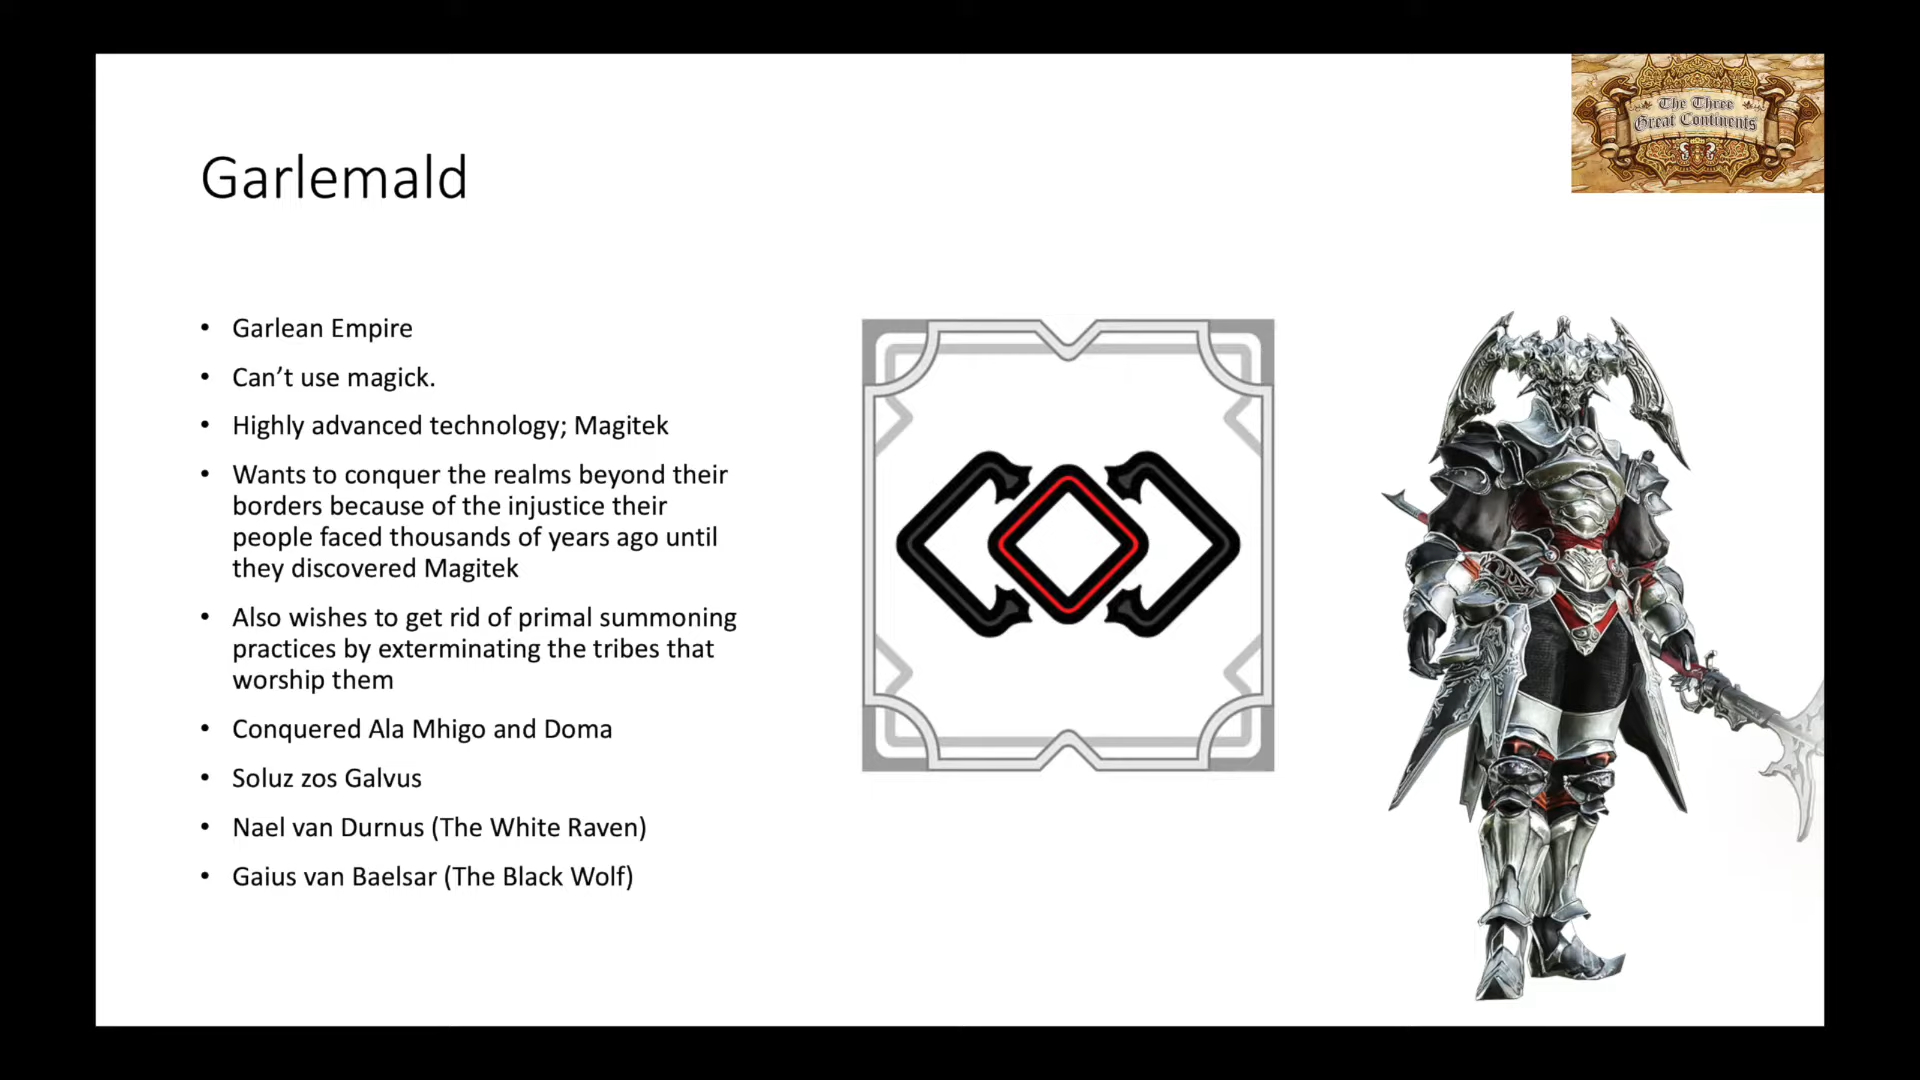 The Three
Great Continents
Garlemald
• Garlean Empire
• Can’t use magick.
• Highly advanced technology; Magitek
• Wants to conquer the realms beyond their
borders because of the injustice their
people faced thousands of years ago until
they discovered Magitek
• Also wishes to get rid of primal summoning
practices by exterminating the tribes that
worship them
• Conquered Ala Mhigo and Doma
• Soluz zos Galvus
• Nael van Durnus (The White Raven)
• Gaius van Baelsar (The Black Wolf)